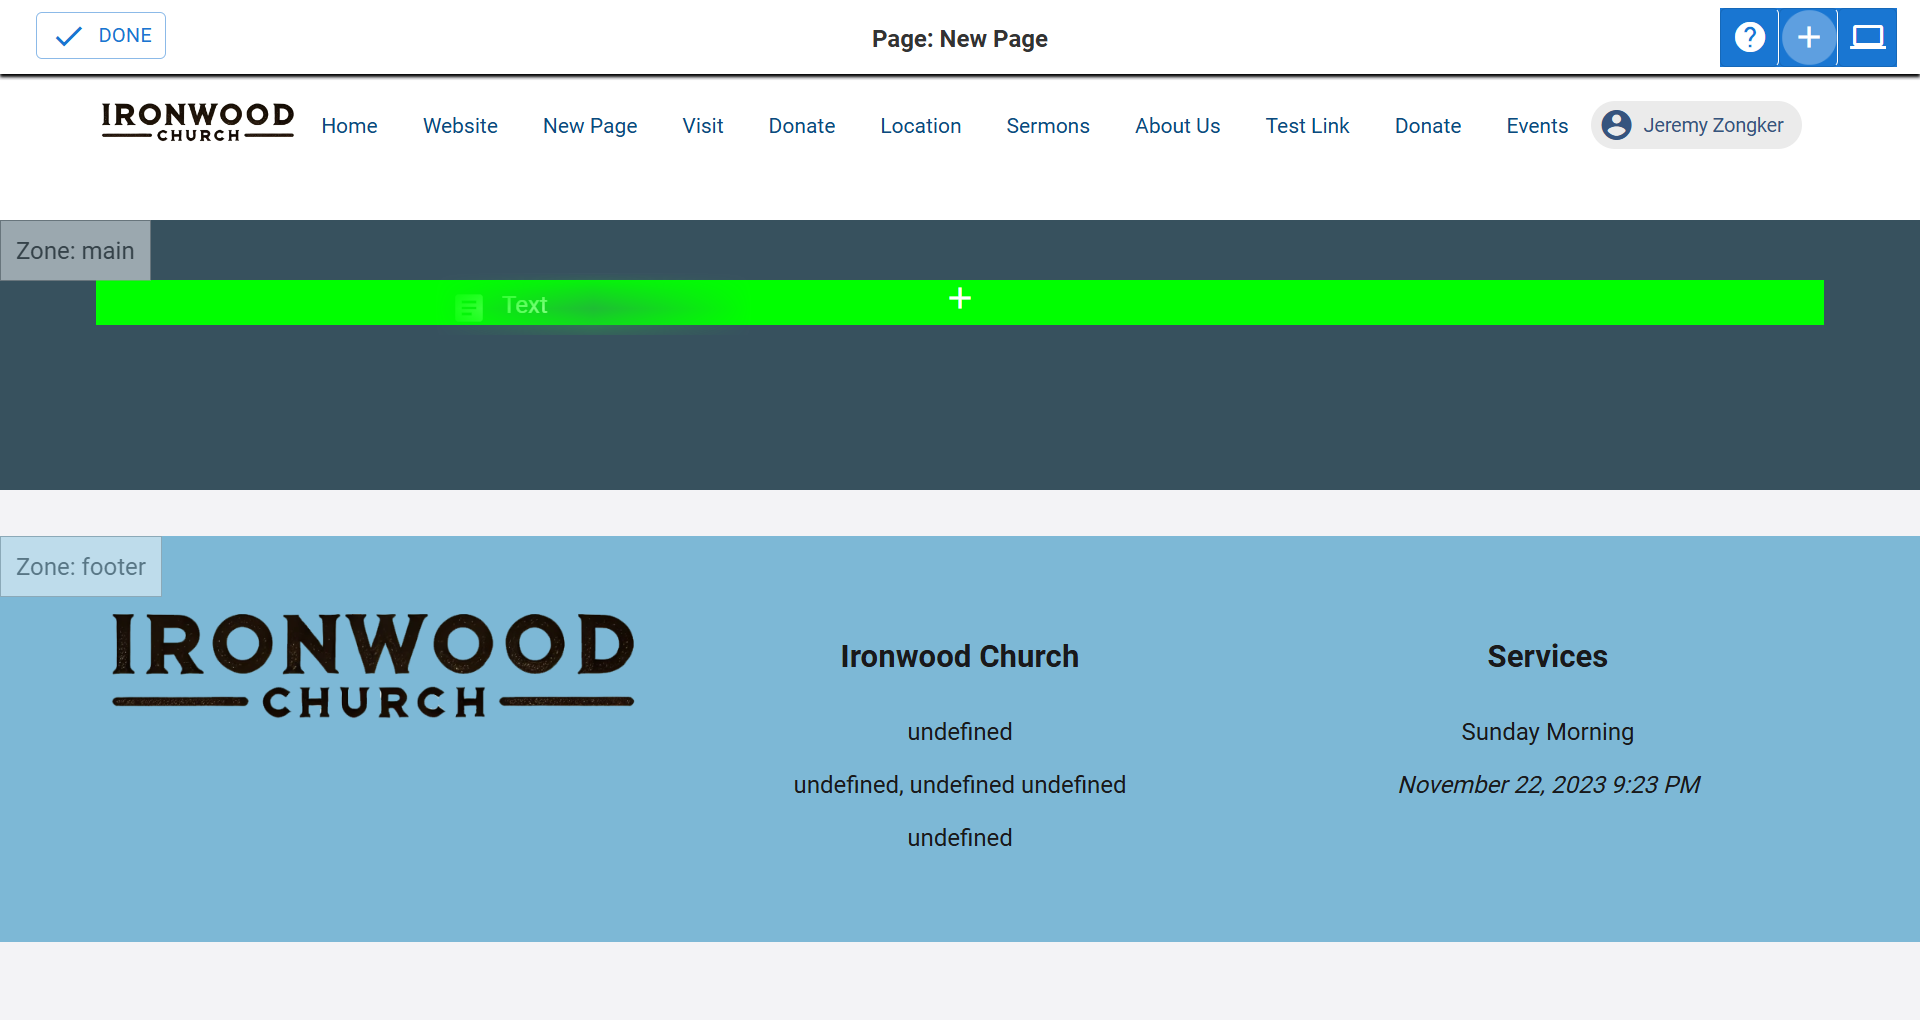 DONE
Page: New Page
IRONWOOD
CHURCH
Home Website New Page Visit Donate Location Sermons About Us Test Link Donate Events Jeremy Zongker
Zone: main
Text
Zone: footer
IRONWOOD
CHURCH
Ironwood Church
undefined
undefined, undefined undefined
undefined
Services
Sunday Morning
November 22, 2023 9:23 PM